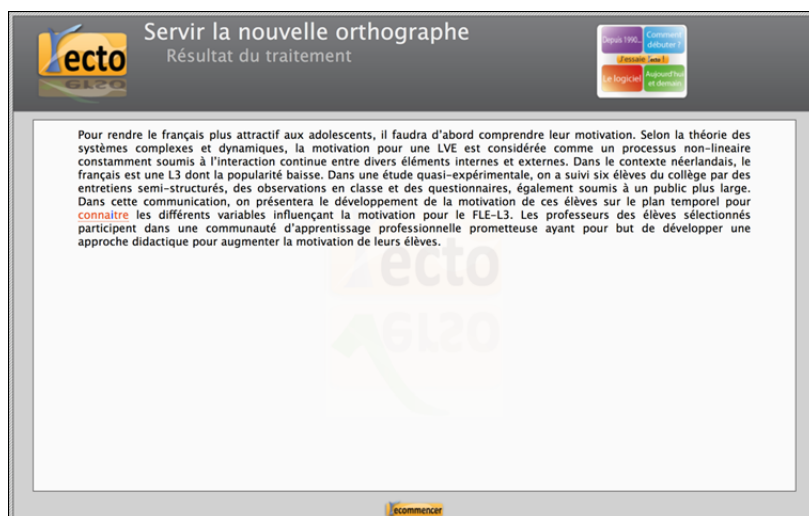 Recto
Servir la nouvelle orthographe
Résultat du traitement
Depuis 1990...
Comment débuter ?
J'essaie Recto !
Le logiciel
Aujourd'hui et demain
Pour rendre le français plus attractif aux adolescents, il faudra d'abord comprendre leur motivation. Selon la théorie des
systèmes complexes et dynamiques, la motivation pour une LVE est considérée comme un processus non-lineaire
constamment soumis à l'interaction continue entre divers éléments internes et externes. Dans le contexte néerlandais, le
français est une L3 dont la popularité baisse. Dans une étude quasi-expérimentale, on a suivi six élèves du collège par des
entretiens semi-structurés, des observations en classe et des questionnaires, également soumis à un public plus large.
Dans cette communication, on présentera le développement de la motivation de ces élèves sur le plan temporel pour
connaitre les différents variables influençant la motivation pour le FLE-L3. Les professeurs des élèves sélectionnés
participent dans une communauté d'apprentissage professionnelle prometteuse ayant pour but de développer une
approche didactique pour augmenter la motivation de leurs élèves.
Recto
Recommencer